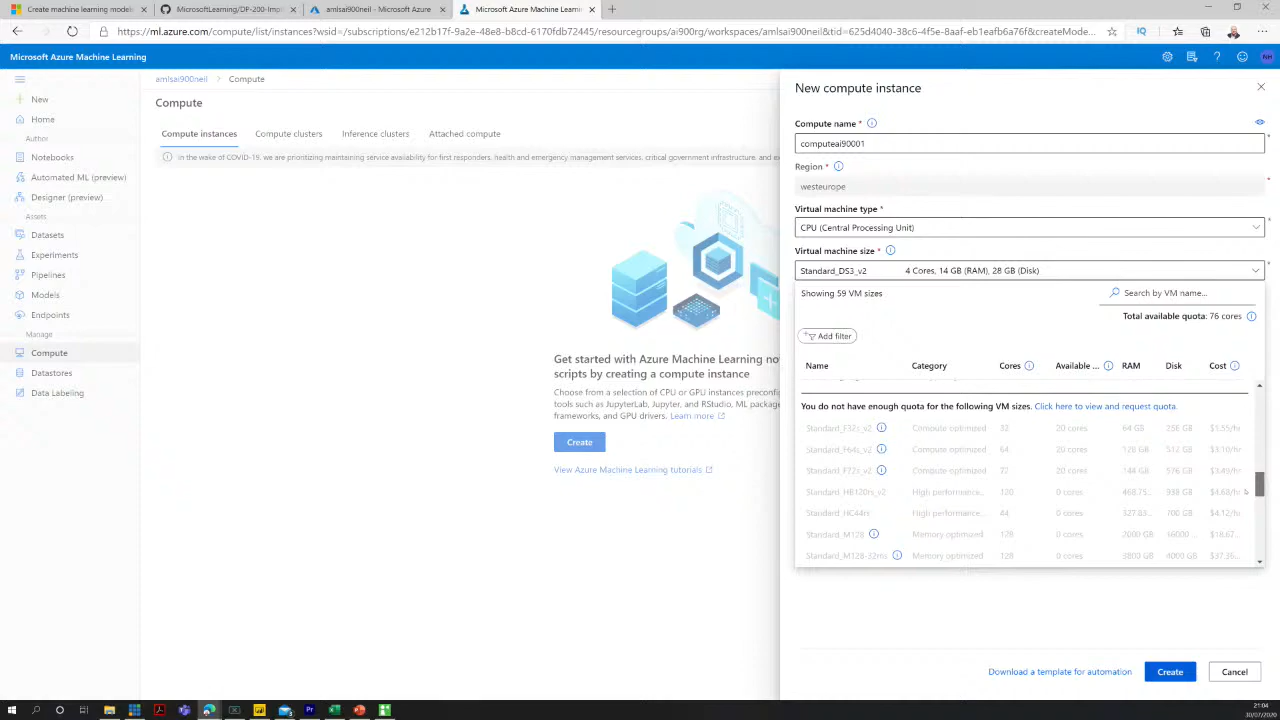 Create machine learning model
MicrosoftLearning/DP-200-Impl
amlsai900neil - Microsoft Azure
Microsoft Azure Machine Learni
https://ml.azure.com/compute/list/instances?wsid=/subscriptions/e212b17f-9a2e-48e8-b8cd-6170fdb72445/resourcegroups/ai900rg/workspaces/amlsai900neil&tid=625d4040-38c6-4f5e-8aaf-eb1eafb6a76f&createMode...
Microsoft Azure Machine Learning
NH
New
Home
Author
Notebooks
Automated ML (preview)
Designer (preview)
Assets
Datasets
Experiments
Pipelines
Models
Endpoints
Manage
Compute
Datastores
Data Labeling
amlsai900neil > Compute
Compute
Compute instances Compute clusters Inference clusters Attached compute
In the wake of COVID-19, we are prioritizing maintaining service availability for first responders, health and emergency management services, critical government infrastructure, and
Get started with Azure Machine Learning no
scripts by creating a compute instance
Choose from a selection of CPU or GPU instances preconfig
tools such as JupyterLab, Jupyter, and RStudio, ML package
frameworks, and GPU drivers. Learn more
Create
View Azure Machine Learning tutorials
New compute instance
Compute name *
computeai90001
Region *
westeurope
Virtual machine type *
CPU (Central Processing Unit)
Virtual machine size *
Standard_DS3_v2 4 Cores, 14 GB (RAM), 28 GB (Disk)
Showing 59 VM sizes
Search by VM name...
Total available quota: 76 cores
Add filter
Name Category Cores Available ... RAM Disk Cost
You do not have enough quota for the following VM sizes. Click here to view and request quota.
Standard_F32s_v2 Compute optimized 32 20 cores 64 GB 256 GB $1.55/hr
Standard_F64s_v2 Compute optimized 64 20 cores 128 GB 512 GB $3.10/hr
Standard_F72s_v2 Compute optimized 72 20 cores 144 GB 576 GB $3.49/hr
Standard_HB120rs_v2 High performance... 120 0 cores 468.75... 938 GB $4.68/hr
Standard_HC44rs High performance... 44 0 cores 327.83... 700 GB $4.12/hr
Standard_M128 Memory optimized 128 0 cores 2000 GB 16000 ... $18.67...
Standard_M128-32ms Memory optimized 128 0 cores 3800 GB 4000 GB $37.36...
Download a template for automation
Create
Cancel
21:04
30/07/2020